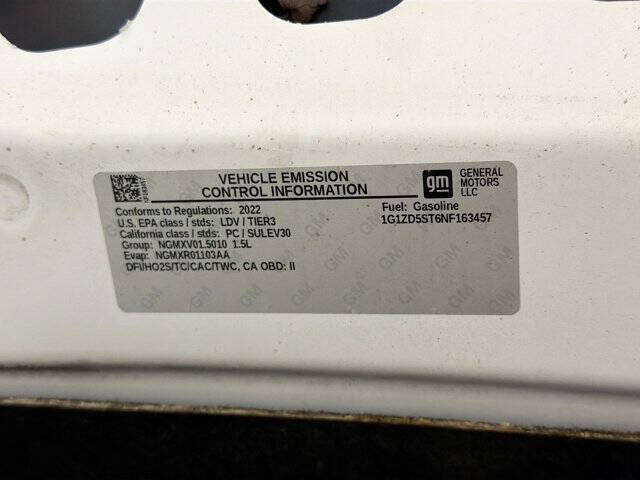 VEHICLE EMISSION
CONTROL INFORMATION
gm
GENERAL
MOTORS
LLC
Conforms to Regulations: 2022
U.S. EPA class / stds: LDV / TIER3
California class / stds: PC / SULEV30
Group: NGMXV01.5010 1.5L
Evap: NGMXR01103AA
DFI/HO2S/TC/CAC/TWC, CA OBD: II
Fuel: Gasoline
1G1ZD5ST6NF163457